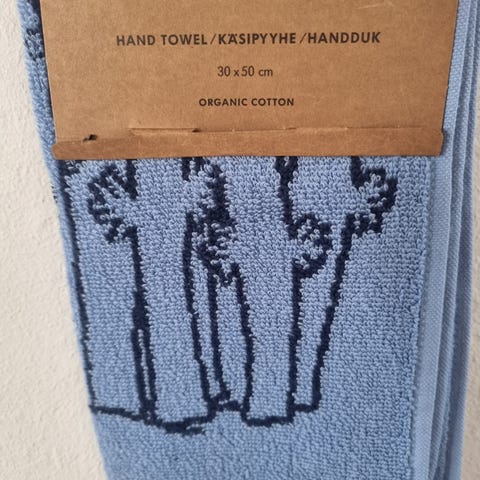 HAND TOWEL/KÄSIPYYHE/HANDDUK
30 x 50 cm
ORGANIC COTTON